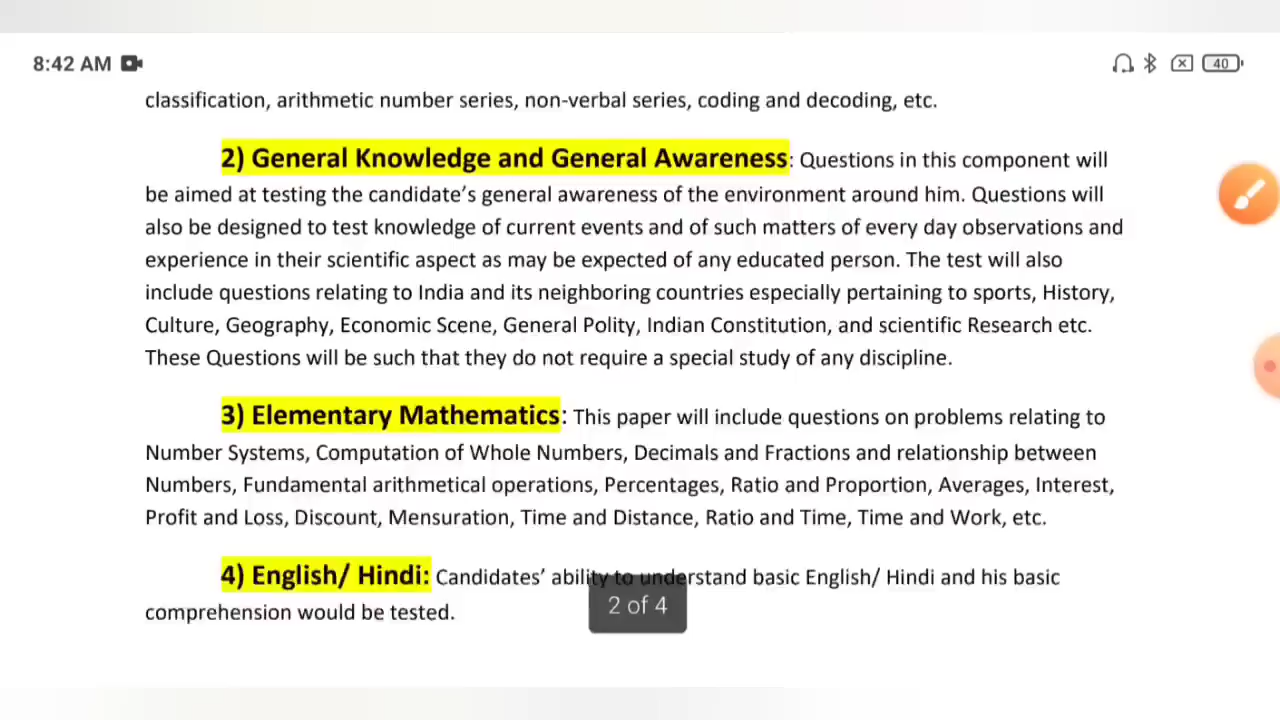 8:42 AM
40
classification, arithmetic number series, non-verbal series, coding and decoding, etc.
2) General Knowledge and General Awareness: Questions in this component will
be aimed at testing the candidate's general awareness of the environment around him. Questions will
also be designed to test knowledge of current events and of such matters of every day observations and
experience in their scientific aspect as may be expected of any educated person. The test will also
include questions relating to India and its neighboring countries especially pertaining to sports, History,
Culture, Geography, Economic Scene, General Polity, Indian Constitution, and scientific Research etc.
These Questions will be such that they do not require a special study of any discipline.
3) Elementary Mathematics: This paper will include questions on problems relating to
Number Systems, Computation of Whole Numbers, Decimals and Fractions and relationship between
Numbers, Fundamental arithmetical operations, Percentages, Ratio and Proportion, Averages, Interest,
Profit and Loss, Discount, Mensuration, Time and Distance, Ratio and Time, Time and Work, etc.
4) English/ Hindi: Candidates' ability to understand basic English/ Hindi and his basic
comprehension would be tested.
2 of 4